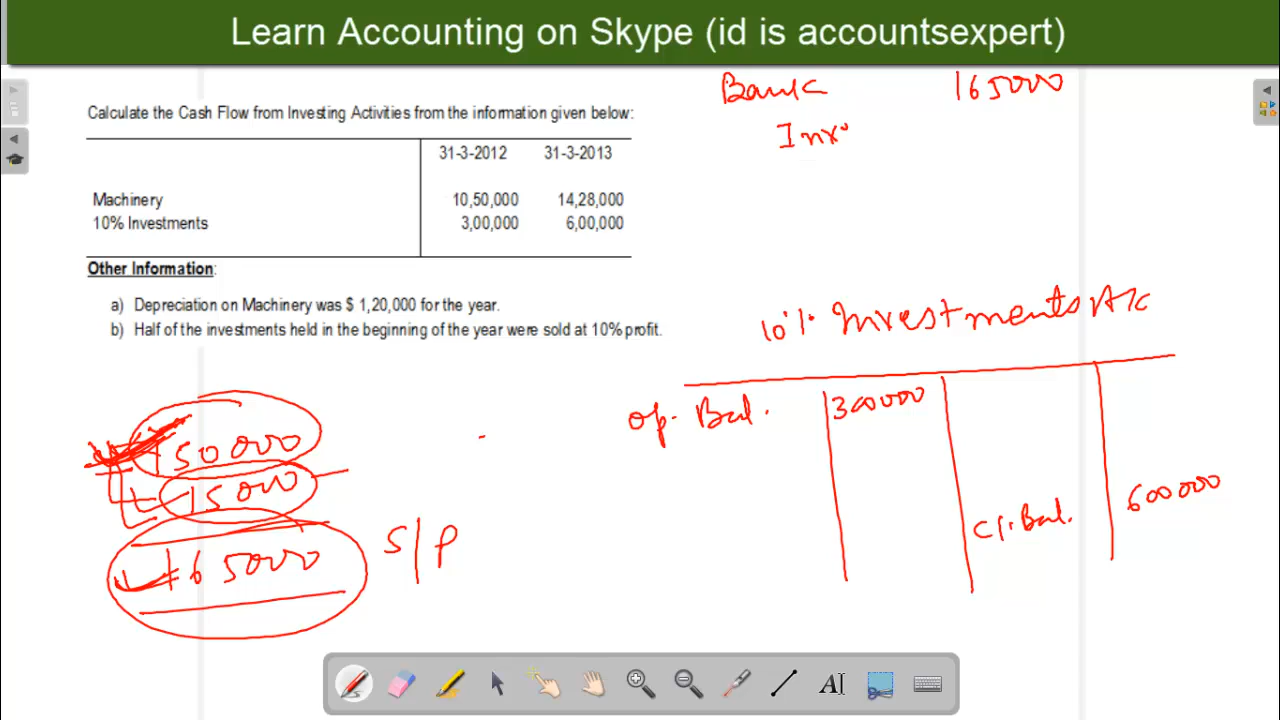 Learn Accounting on Skype (id is accountsexpert)
Bank 165000
Inv
Calculate the Cash Flow from Investing Activities from the information given below:
31-3-2012 31-3-2013
Machinery 10,50,000 14,28,000
10% Investments 3,00,000 6,00,000
Other Information:
a) Depreciation on Machinery was $ 1,20,000 for the year.
b) Half of the investments held in the beginning of the year were sold at 10% profit.
10% Investments A/c
Op. Bal. 300000
Cl. Bal. 600000
150000
+ 15000
165000 S/P
AI